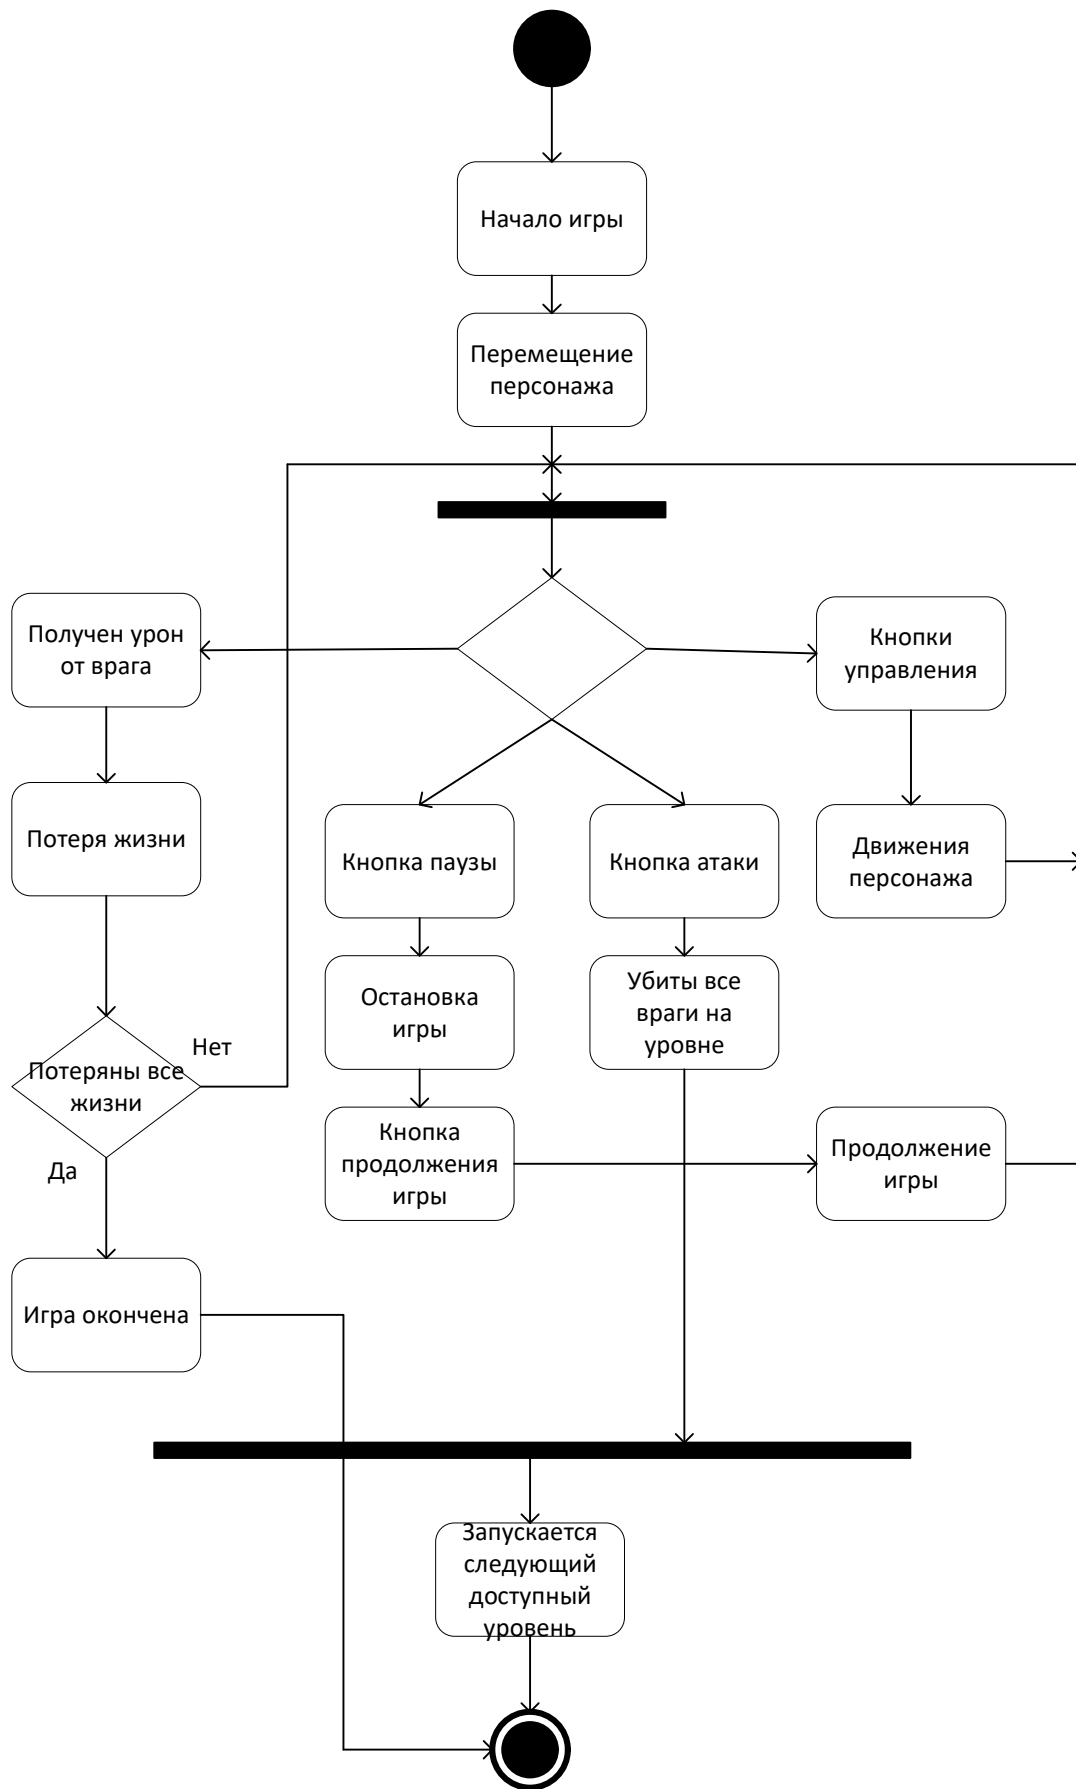 Начало игры
Перемещение
персонажа
Получен урон
от врага
Кнопки
управления
Потеря жизни
Кнопка паузы
Кнопка атаки
Движения
персонажа
Остановка
игры
Убиты все
враги на
уровне
Нет
Потеряны все
жизни
Да
Кнопка
продолжения
игры
Продолжение
игры
Игра окончена
Запускается
следующий
доступный
уровень